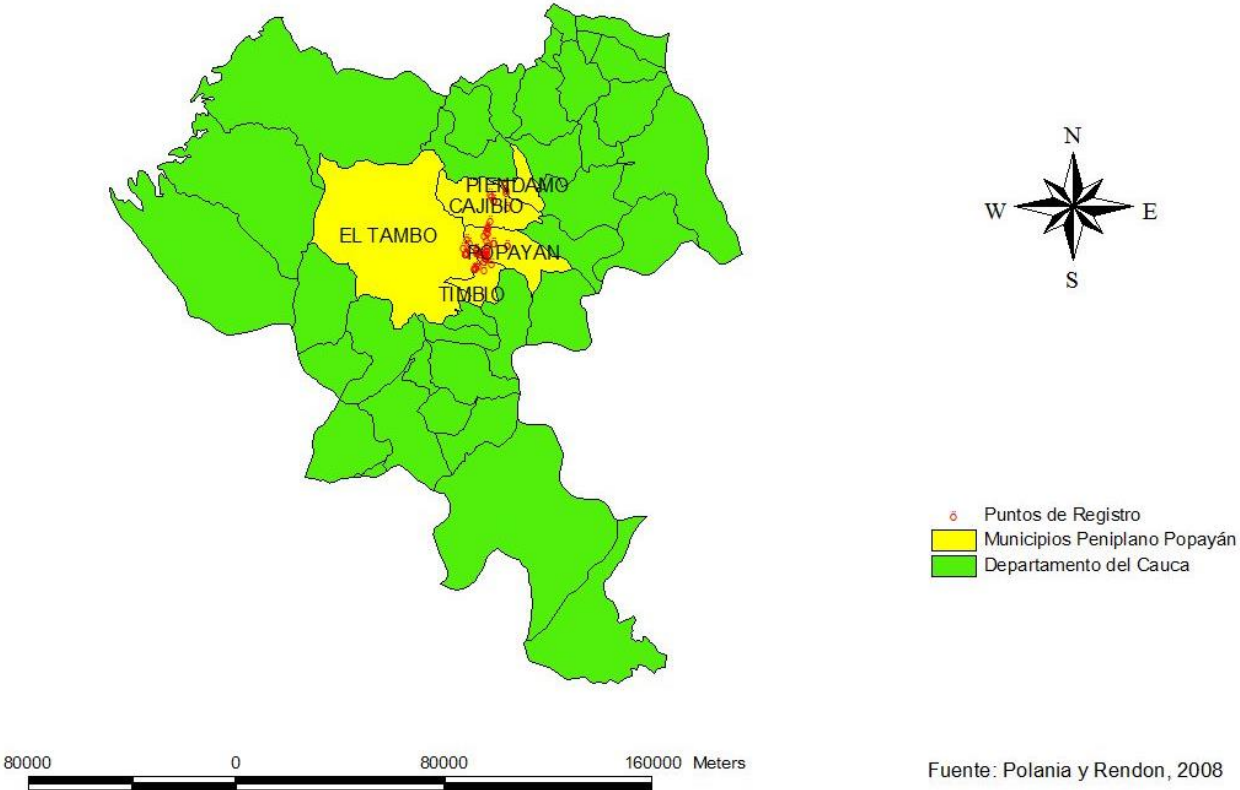 N
W E
S
PIENDAMO
CAJIBIO
EL TAMBO
POPAYAN
TIMBIO
Puntos de Registro
Municipios Peniplano Popayán
Departamento del Cauca
80000 0 80000 160000 Meters
Fuente: Polania y Rendon, 2008